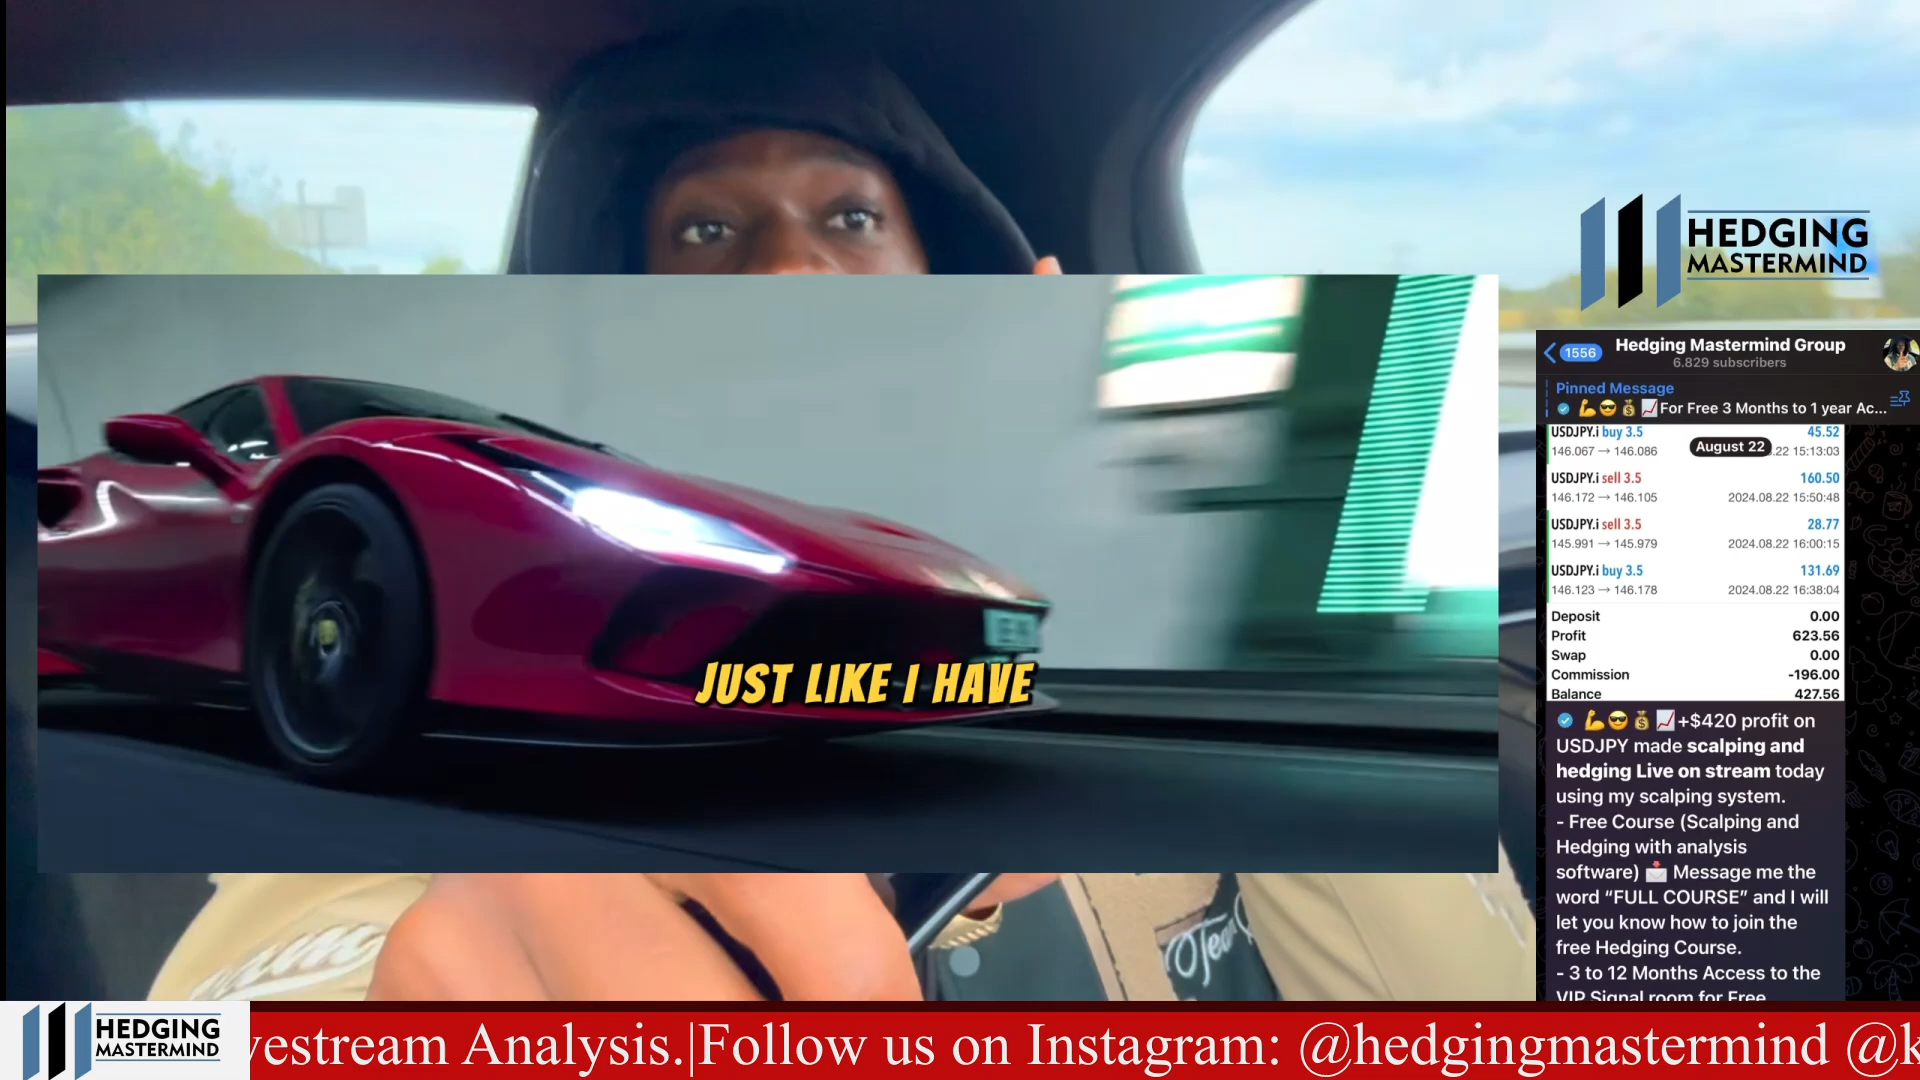 HEDGING
MASTERMIND
1556
Hedging Mastermind Group
6.829 subscribers
Pinned Message
For Free 3 Months to 1 year Ac...
USDJPY.i buy 3.5 45.52
146.067 → 146.086 .22 15:13:03
August 22
USDJPY.i sell 3.5 160.50
146.172 → 146.105 2024.08.22 15:50:48
USDJPY.i sell 3.5 28.77
145.991 → 145.979 2024.08.22 16:00:15
USDJPY.i buy 3.5 131.69
146.123 → 146.178 2024.08.22 16:38:04
Deposit 0.00
Profit 623.56
Swap 0.00
Commission -196.00
Balance 427.56
+$420 profit on
USDJPY made scalping and
hedging Live on stream today
using my scalping system.
- Free Course (Scalping and
Hedging with analysis
software) 📩 Message me the
word “FULL COURSE” and I will
let you know how to join the
free Hedging Course.
- 3 to 12 Months Access to the
VIP Signal room for Free
JUST LIKE I HAVE
HEDGING
MASTERMIND
vestream Analysis.|Follow us on Instagram: @hedgingmastermind @k